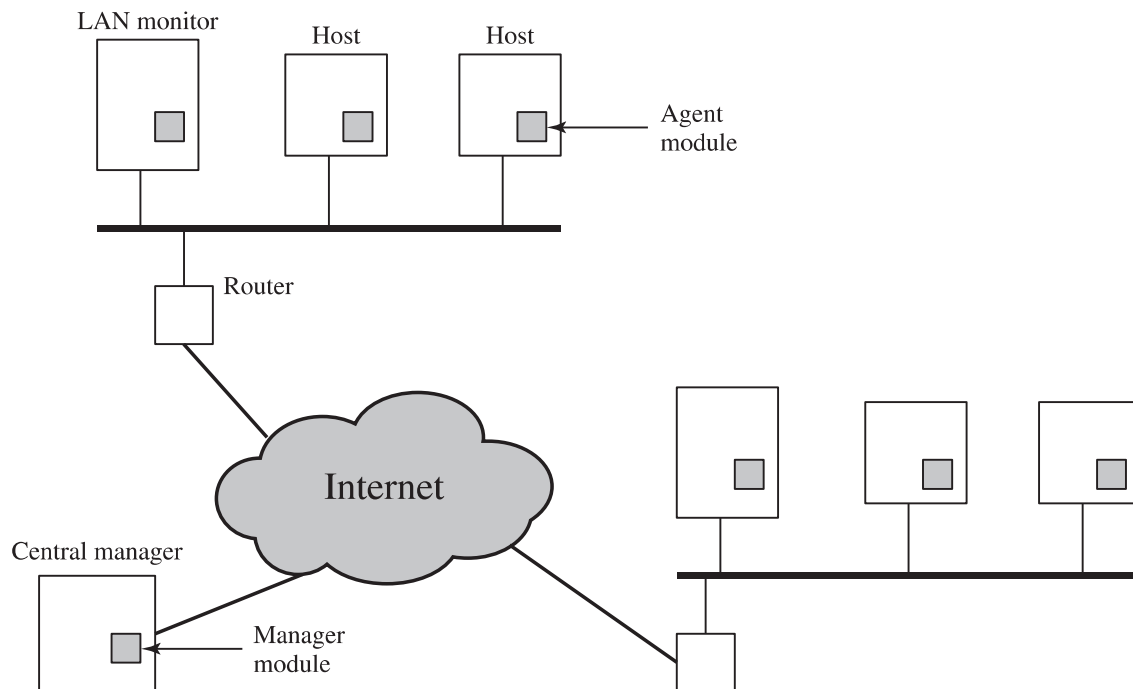 LAN monitor
Host
Host
Agent
module
Router
Internet
Central manager
Manager
module